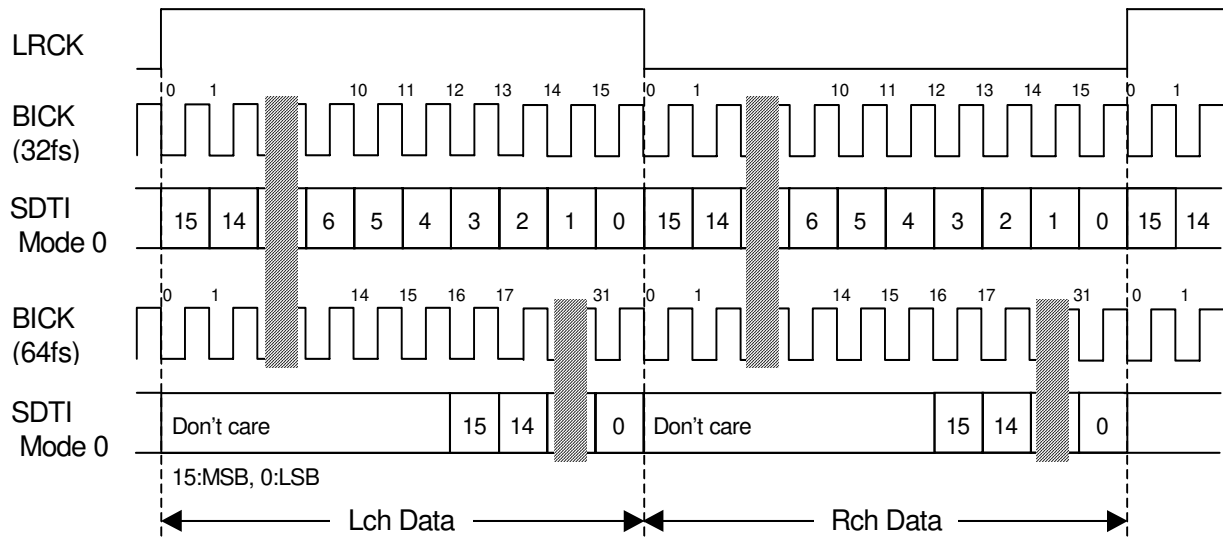 LRCK
0 1 10 11 12 13 14 15 0 1 10 11 12 13 14 15 0 1
BICK
(32fs)
SDTI
Mode 0
15 14 6 5 4 3 2 1 0 15 14 6 5 4 3 2 1 0 15 14
0 1 14 15 16 17 31 0 1 14 15 16 17 31 0 1
BICK
(64fs)
SDTI
Mode 0
Don't care 15 14 0 Don't care 15 14 0
15:MSB, 0:LSB
Lch Data Rch Data